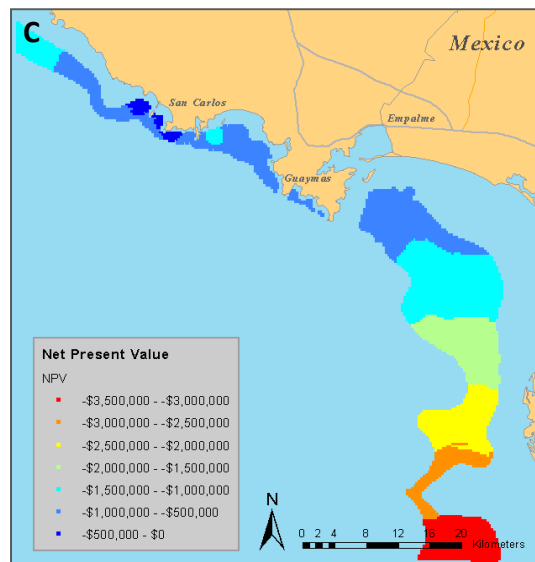 C
Mexico
San Carlos
Empalme
Guaymas
Net Present Value
NPV
-$3,500,000 - -$3,000,000
-$3,000,000 - -$2,500,000
-$2,500,000 - -$2,000,000
-$2,000,000 - -$1,500,000
-$1,500,000 - -$1,000,000
-$1,000,000 - -$500,000
-$500,000 - $0
N
0 2 4 8 12 16 20
Kilometers